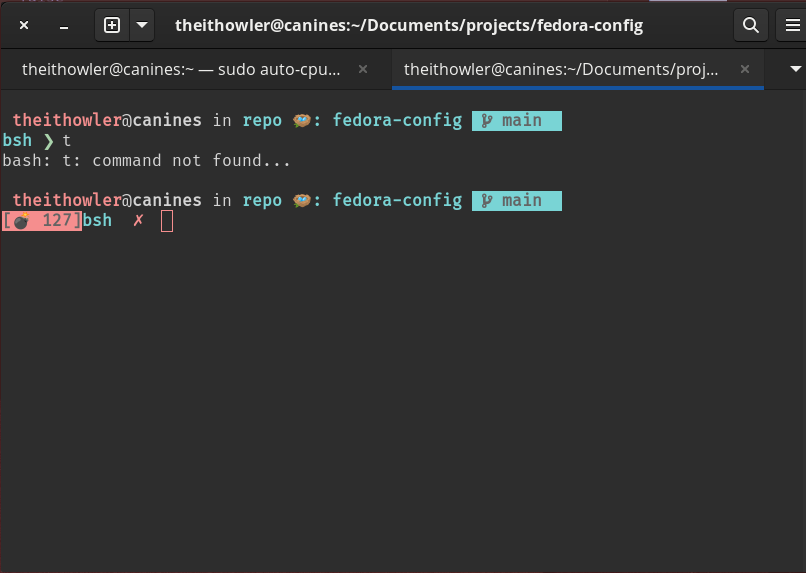 theithowler@canines:~/Documents/projects/fedora-config
theithowler@canines:~ — sudo auto-cpu...
theithowler@canines:~/Documents/proj...
theithowler@canines in repo 🪺: fedora-config main
bsh ❯ t
bash: t: command not found...
theithowler@canines in repo 🪺: fedora-config main
[💣 127]bsh ✗